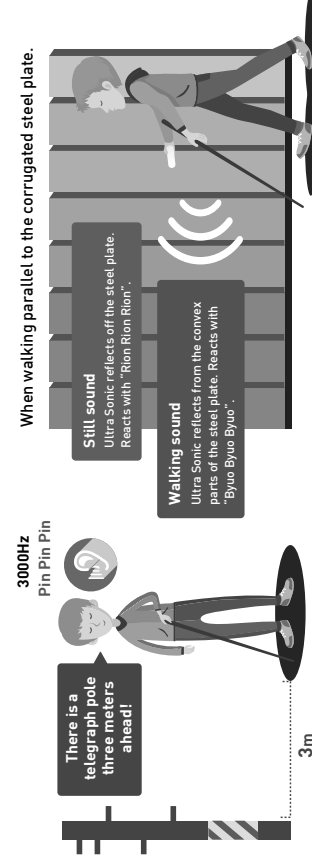 3000Hz
Pin Pin Pin
There is a
telegraph pole
three meters
ahead!
3m
When walking parallel to the corrugated steel plate.
Still sound
Ultra Sonic reflects off the steel plate.
Reacts with “Rion Rion Rion”.
Walking sound
Ultra Sonic reflects from the convex
parts of the steel plate. Reacts with
“Byuo Byuo Byuo”.